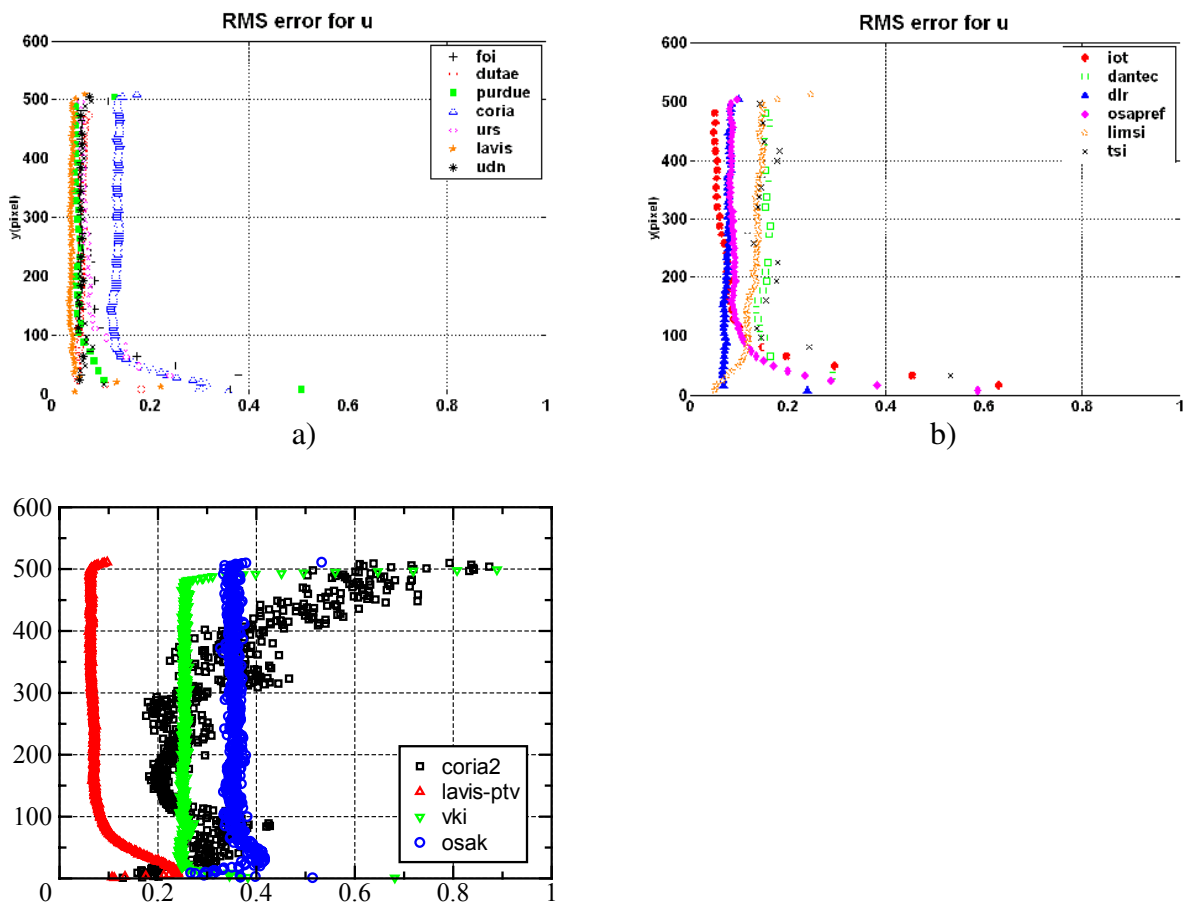 RMS error for u
600
500
400
300
200
100
0
y(pixel)
0.2
0.4
0.6
0.8
1
foi
dutae
purdue
coria
urs
lavis
udn
a)
RMS error for u
600
500
400
300
200
100
0
y(pixel)
0
0.2
0.4
0.6
0.8
1
iot
dantec
dlr
osapref
limsi
tsi
b)
600
500
400
300
200
100
0
0.2
0.4
0.6
0.8
1
coria2
lavis-ptv
vki
osak